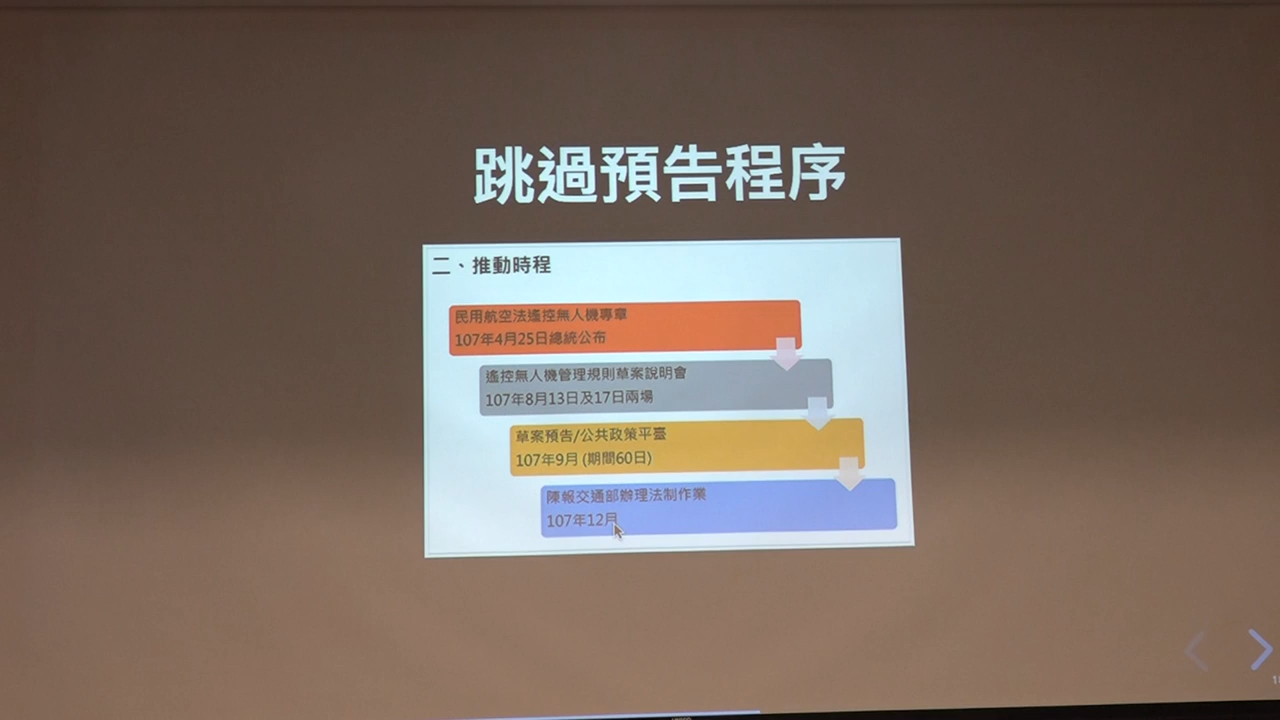 跳過預告程序
二、推動時程
民用航空法遙控無人機專章
107年4月25日總統公布
遙控無人機管理規則草案說明會
107年8月13日及17日兩場
草案預告/公共政策平臺
107年9月 (期間60日)
陳報交通部辦理法制作業
107年12月